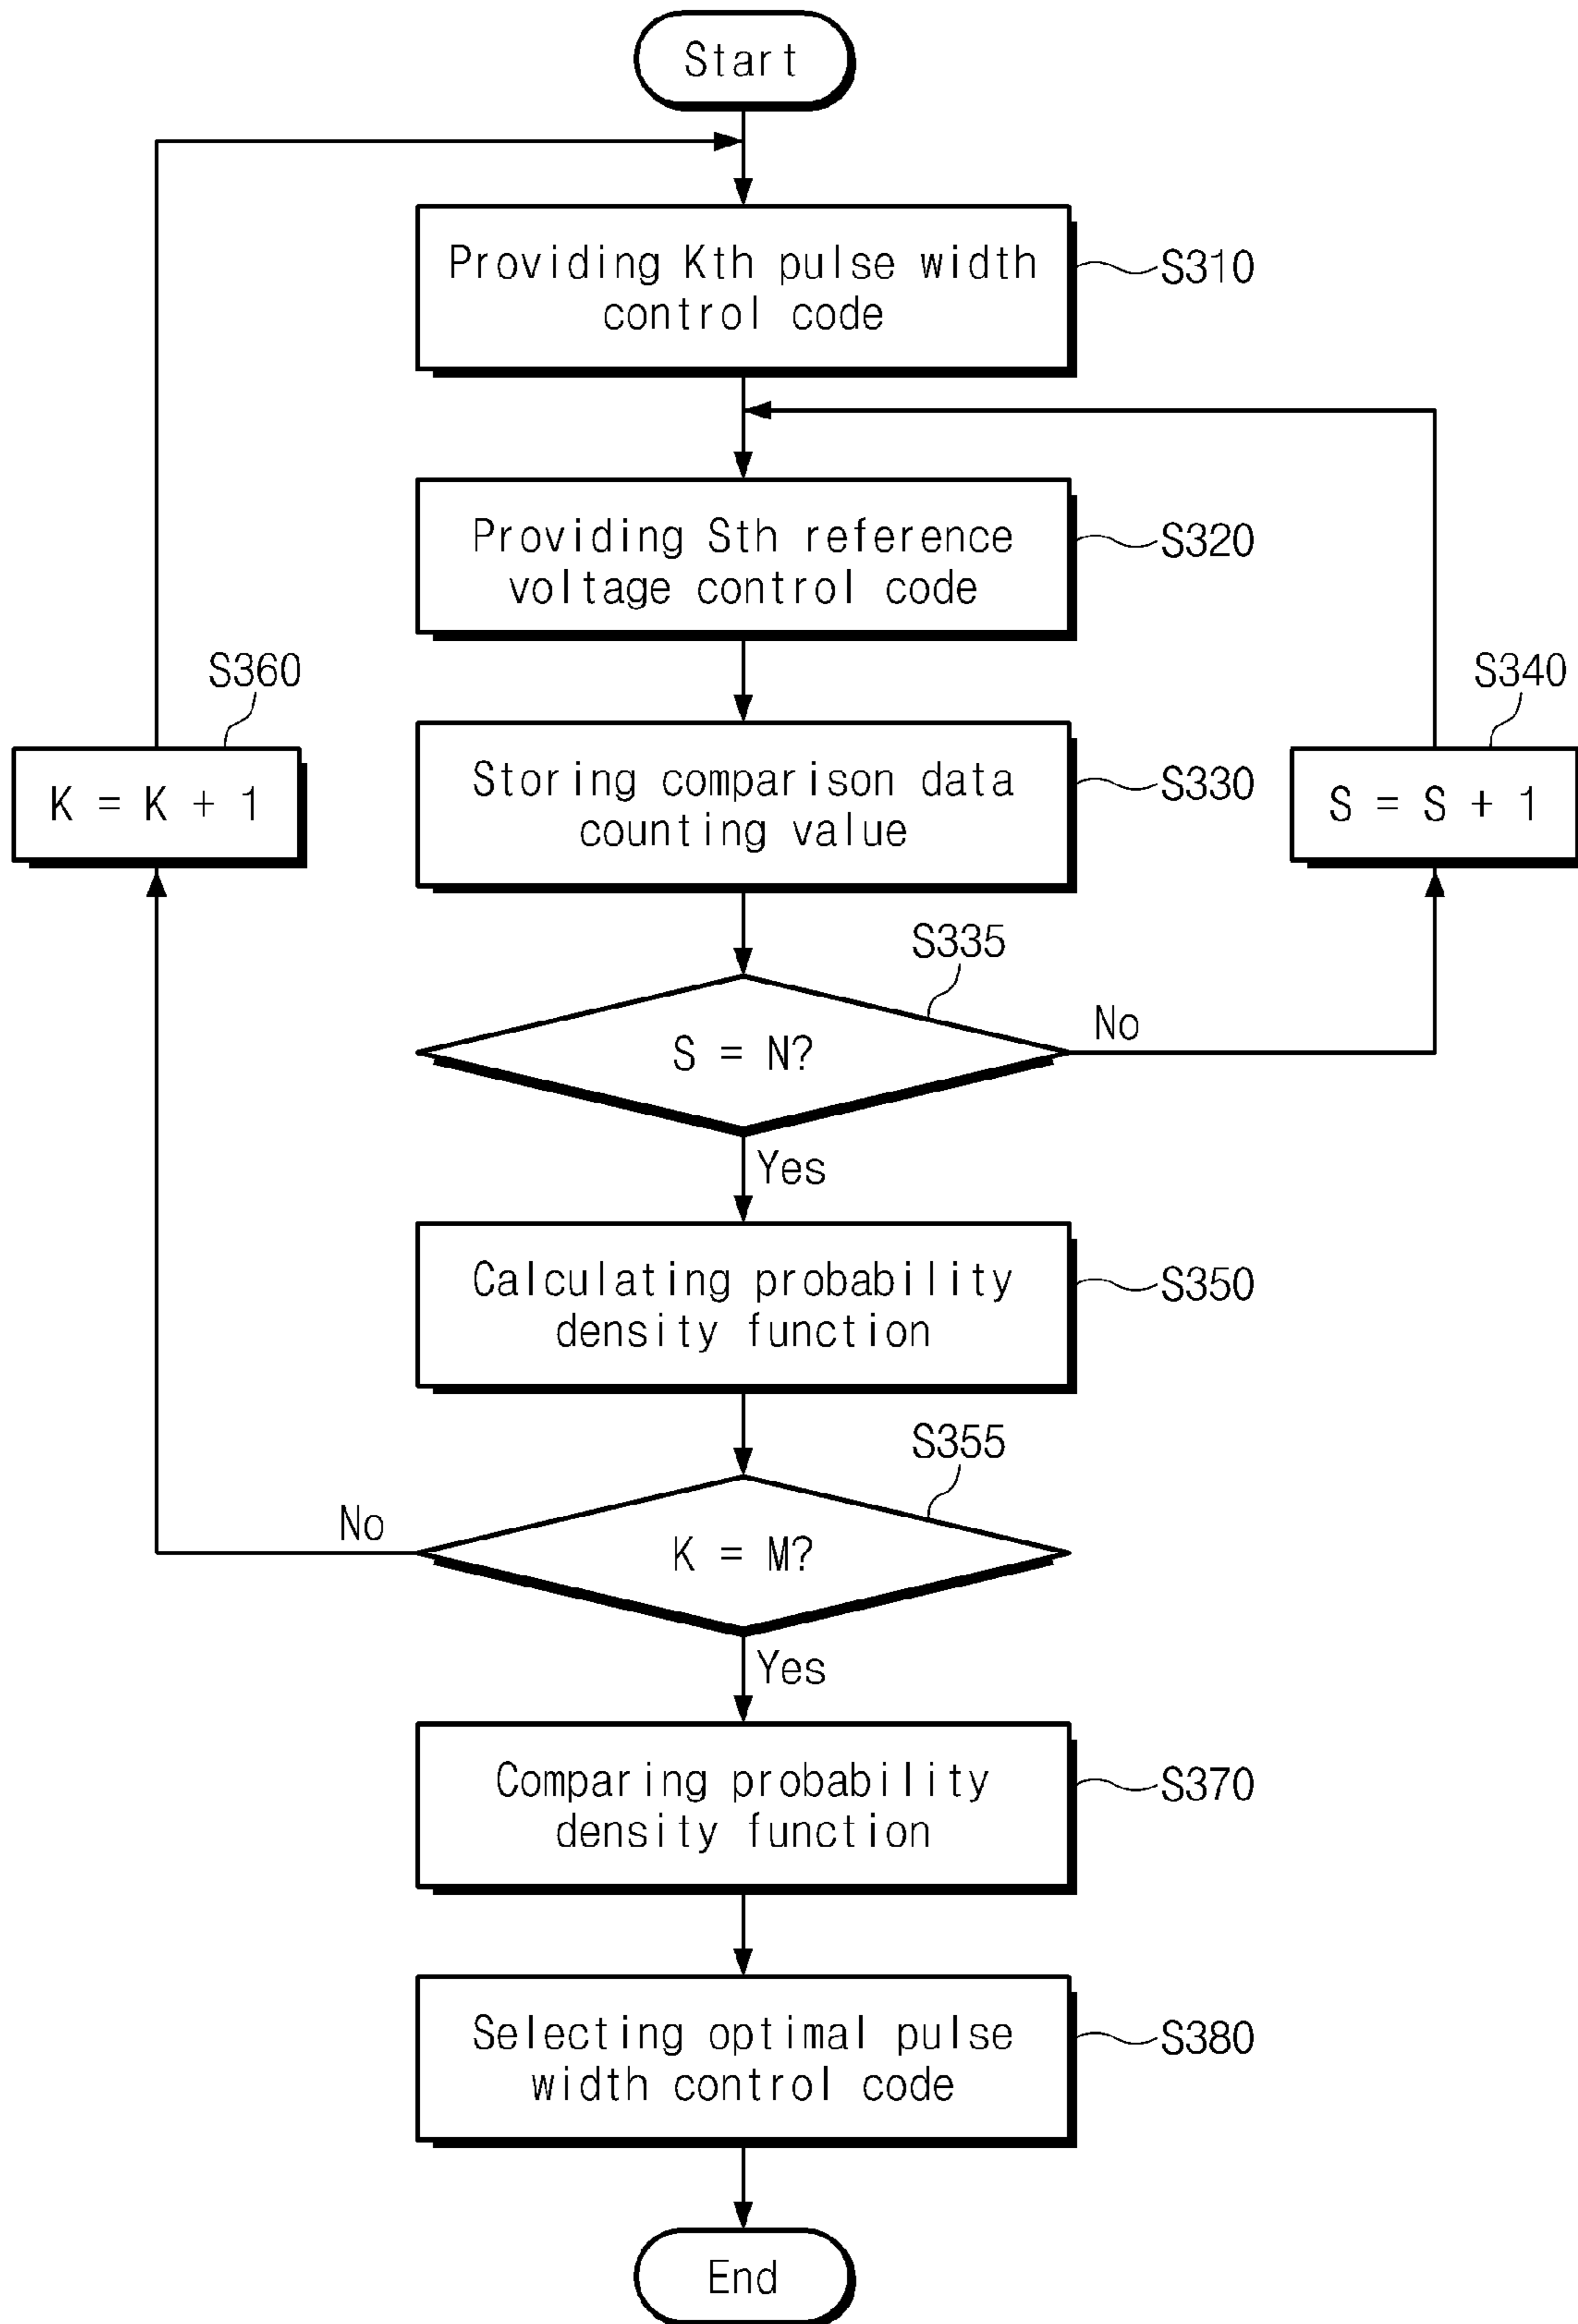 Start
Providing Kth pulse width
control code
S310
Providing Sth reference
voltage control code
S320
S360
K = K + 1
Storing comparison data
counting value
S330
S340
S = S + 1
S335
S = N?
No
Yes
Calculating probability
density function
S350
S355
No
K = M?
Yes
Comparing probability
density function
S370
Selecting optimal pulse
width control code
S380
End